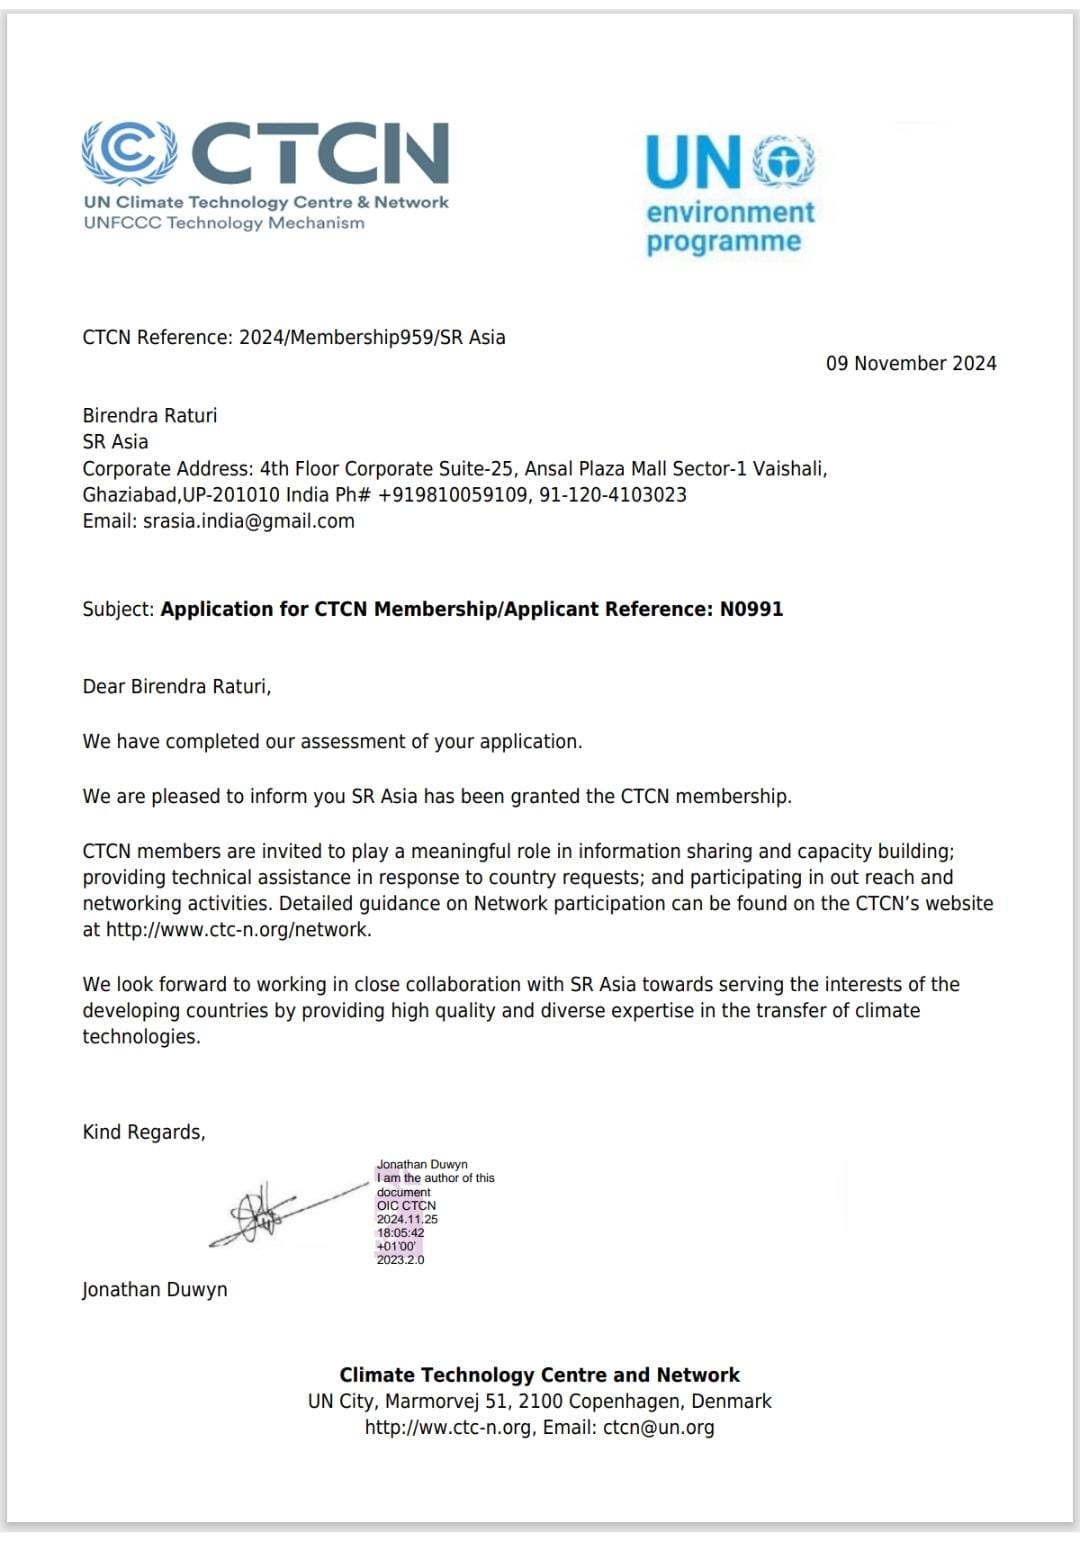 CTCN
UN Climate Technology Centre & Network
UNFCCC Technology Mechanism
UN
environment
programme
CTCN Reference: 2024/Membership959/SR Asia
09 November 2024
Birendra Raturi
SR Asia
Corporate Address: 4th Floor Corporate Suite-25, Ansal Plaza Mall Sector-1 Vaishali,
Ghaziabad,UP-201010 India Ph# +919810059109, 91-120-4103023
Email: srasia.india@gmail.com
Subject: Application for CTCN Membership/Applicant Reference: N0991
Dear Birendra Raturi,
We have completed our assessment of your application.
We are pleased to inform you SR Asia has been granted the CTCN membership.
CTCN members are invited to play a meaningful role in information sharing and capacity building;
providing technical assistance in response to country requests; and participating in out reach and
networking activities. Detailed guidance on Network participation can be found on the CTCN’s website
at http://www.ctc-n.org/network.
We look forward to working in close collaboration with SR Asia towards serving the interests of the
developing countries by providing high quality and diverse expertise in the transfer of climate
technologies.
Kind Regards,
Jonathan Duwyn
I am the author of this
document
OIC CTCN
2024.11.25
18:05:42
+01'00'
2023.2.0
Jonathan Duwyn
Climate Technology Centre and Network
UN City, Marmorvej 51, 2100 Copenhagen, Denmark
http://ww.ctc-n.org, Email: ctcn@un.org